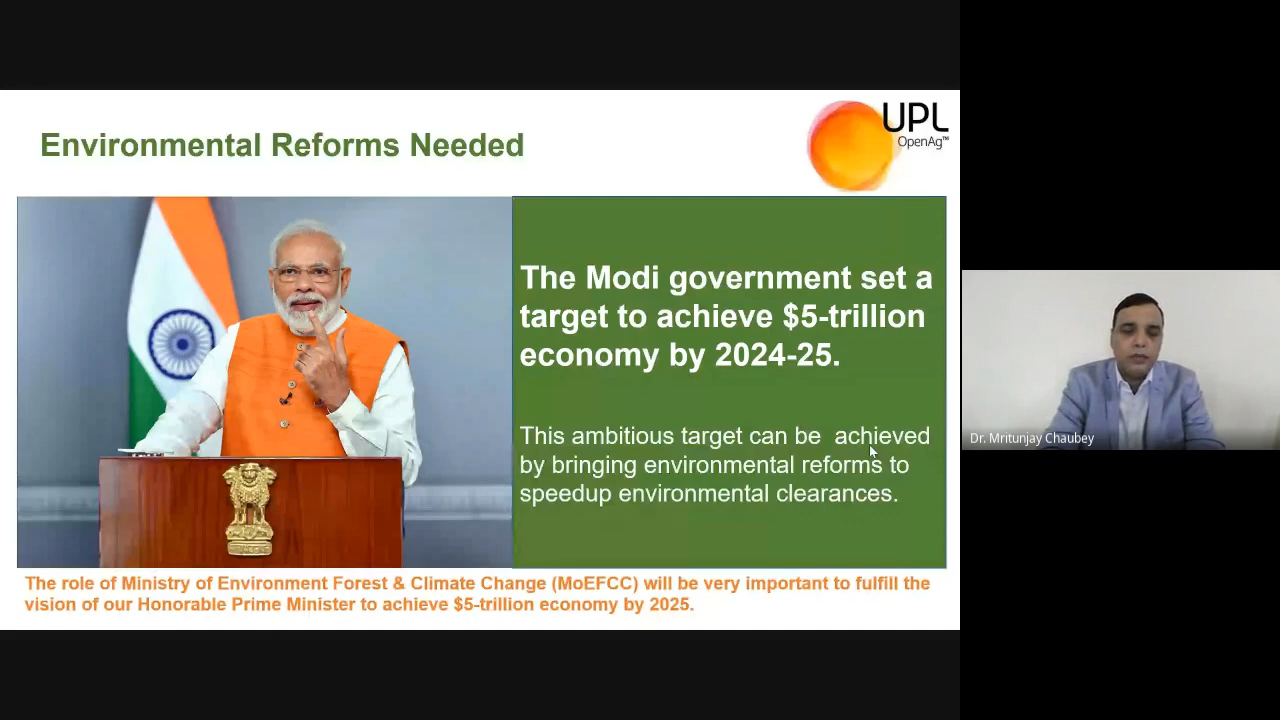 Environmental Reforms Needed
UPL
OpenAg™
The Modi government set a
target to achieve $5-trillion
economy by 2024-25.
This ambitious target can be achieved
by bringing environmental reforms to
speedup environmental clearances.
The role of Ministry of Environment Forest & Climate Change (MoEFCC) will be very important to fulfill the
vision of our Honorable Prime Minister to achieve $5-trillion economy by 2025.
Dr. Mritunjay Chaubey